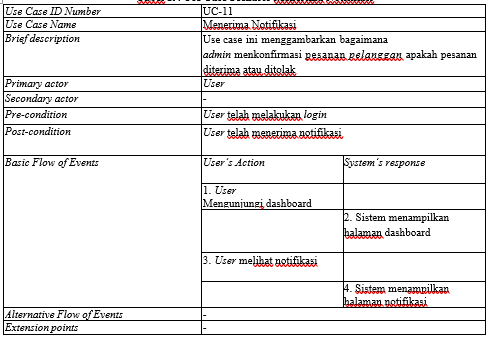 Use Case ID Number UC-11
Use Case Name Menerima Notifikasi
Brief description Use case ini menggambarkan bagaimana
admin menkonfirmasi pesanan pelanggan apakah pesanan
diterima atau ditolak
Primary actor User
Secondary actor -
Pre-condition User telah melakukan login
Post-condition User telah menerima notifikasi
Basic Flow of Events User's Action System's response
1. User
Mengunjungi dashboard
2. Sistem menampilkan
halaman dashboard
3. User melihat notifikasi
4. Sistem menampilkan
halaman notifikasi
Alternative Flow of Events -
Extension points -